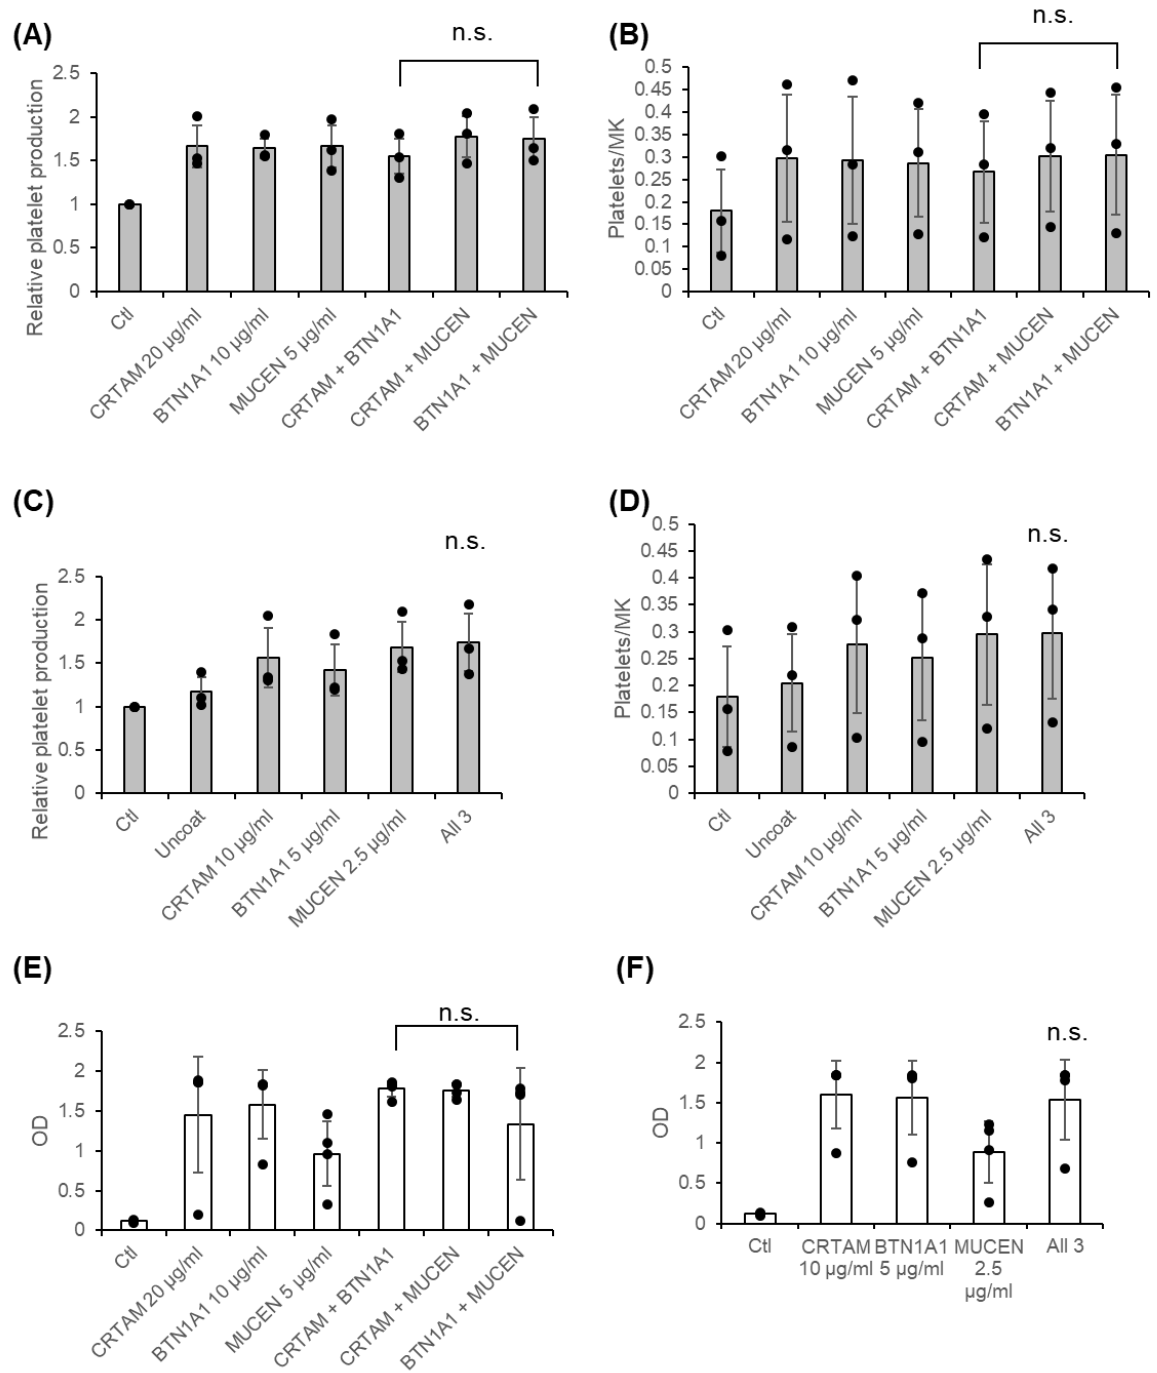 (A)
n.s.
Relative platelet production
2.5
2
1.5
1
0.5
0
Ctl
CRTAM 20 µg/ml
BTN1A1 10 µg/ml
MUCEN 5 µg/ml
CRTAM + BTN1A1
CRTAM + MUCEN
BTN1A1 + MUCEN
(B)
n.s.
Platelets/MK
0.5
0.45
0.4
0.35
0.3
0.25
0.2
0.15
0.1
0.05
0
Ctl
CRTAM 20 µg/ml
BTN1A1 10 µg/ml
MUCEN 5 µg/ml
CRTAM + BTN1A1
CRTAM + MUCEN
BTN1A1 + MUCEN
(C)
n.s.
Relative platelet production
2.5
2
1.5
1
0.5
0
Ctl
Uncoat
CRTAM 10 µg/ml
BTN1A1 5 µg/ml
MUCEN 2.5 µg/ml
All 3
(D)
n.s.
Platelets/MK
0.5
0.45
0.4
0.35
0.3
0.25
0.2
0.15
0.1
0.05
0
Ctl
Uncoat
CRTAM 10 µg/ml
BTN1A1 5 µg/ml
MUCEN 2.5 µg/ml
All 3
(E)
n.s.
OD
2.5
2
1.5
1
0.5
0
Ctl
CRTAM 20 µg/ml
BTN1A1 10 µg/ml
MUCEN 5 µg/ml
CRTAM + BTN1A1
CRTAM + MUCEN
BTN1A1 + MUCEN
(F)
n.s.
OD
2.5
2
1.5
1
0.5
0
Ctl
CRTAM
10 µg/ml
BTN1A1
5 µg/ml
MUCEN
2.5
µg/ml
All 3